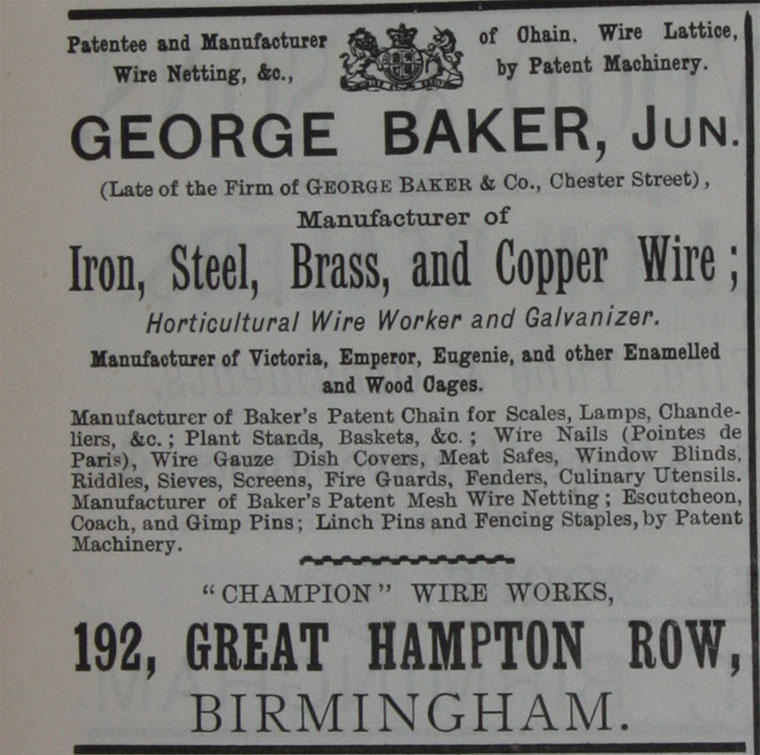 Patentee and Manufacturer of Chain, Wire Lattice,
Wire Netting, &c., by Patent Machinery.
GEORGE BAKER, JUN.
(Late of the Firm of GEORGE BAKER & Co., Chester Street),
Manufacturer of
Iron, Steel, Brass, and Copper Wire;
Horticultural Wire Worker and Galvanizer.
Manufacturer of Victoria, Emperor, Eugenie, and other Enamelled
and Wood Cages.
Manufacturer of Baker's Patent Chain for Scales, Lamps, Chande-
liers, &c.; Plant Stands, Baskets, &c.; Wire Nails (Pointes de
Paris), Wire Gauze Dish Covers, Meat Safes, Window Blinds,
Riddles, Sieves, Screens, Fire Guards, Fenders, Culinary Utensils.
Manufacturer of Baker's Patent Mesh Wire Netting; Escutcheon,
Coach, and Gimp Pins; Linch Pins and Fencing Staples, by Patent
Machinery.
"CHAMPION" WIRE WORKS,
192, GREAT HAMPTON ROW,
BIRMINGHAM.